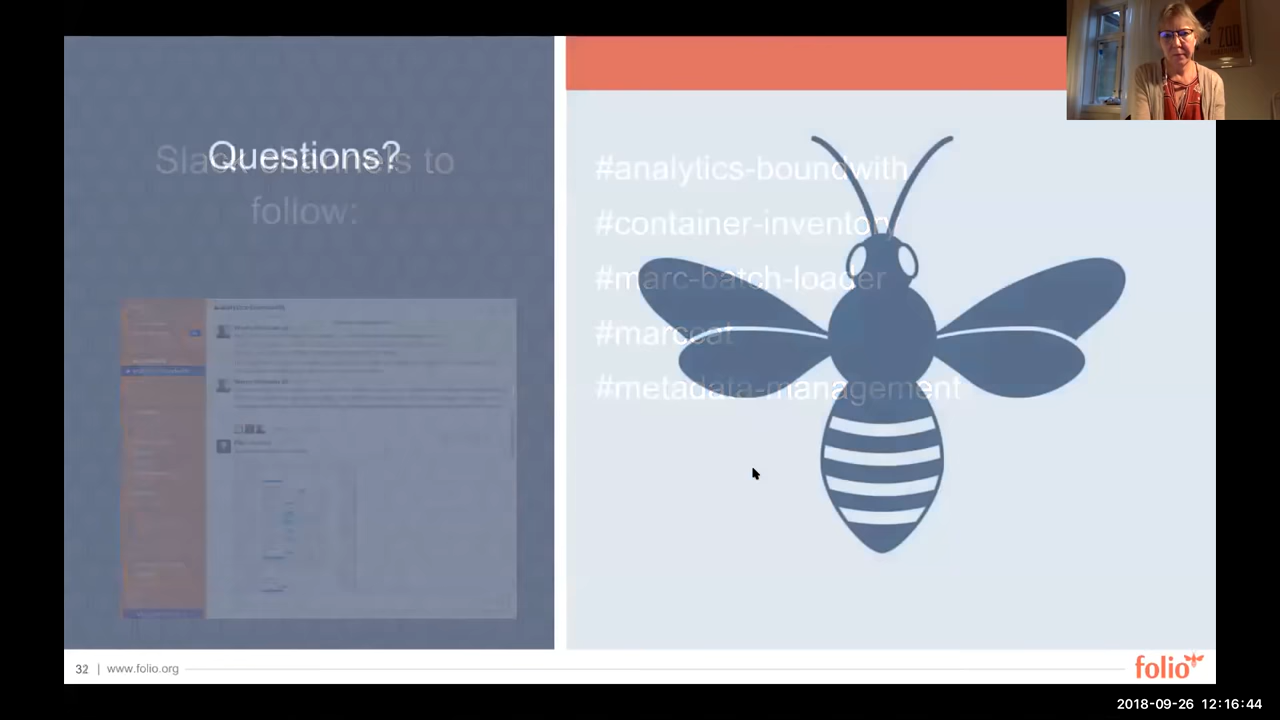 Questions?
Slack channels to
follow:
#analytics-boundwith
#container-inventory
#marc-batch-loader
#marccat
#metadata-management
32 | www.folio.org
folio
2018-09-26 12:16:44